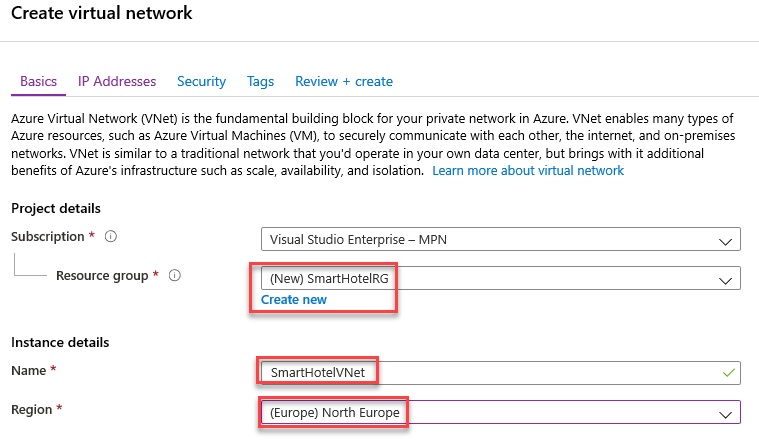 Create virtual network
Basics IP Addresses Security Tags Review + create
Azure Virtual Network (VNet) is the fundamental building block for your private network in Azure. VNet enables many types of
Azure resources, such as Azure Virtual Machines (VM), to securely communicate with each other, the internet, and on-premises
networks. VNet is similar to a traditional network that you'd operate in your own data center, but brings with it additional
benefits of Azure's infrastructure such as scale, availability, and isolation. Learn more about virtual network
Project details
Subscription *
Visual Studio Enterprise – MPN
Resource group *
(New) SmartHotelRG
Create new
Instance details
Name *
SmartHotelVNet
Region *
(Europe) North Europe